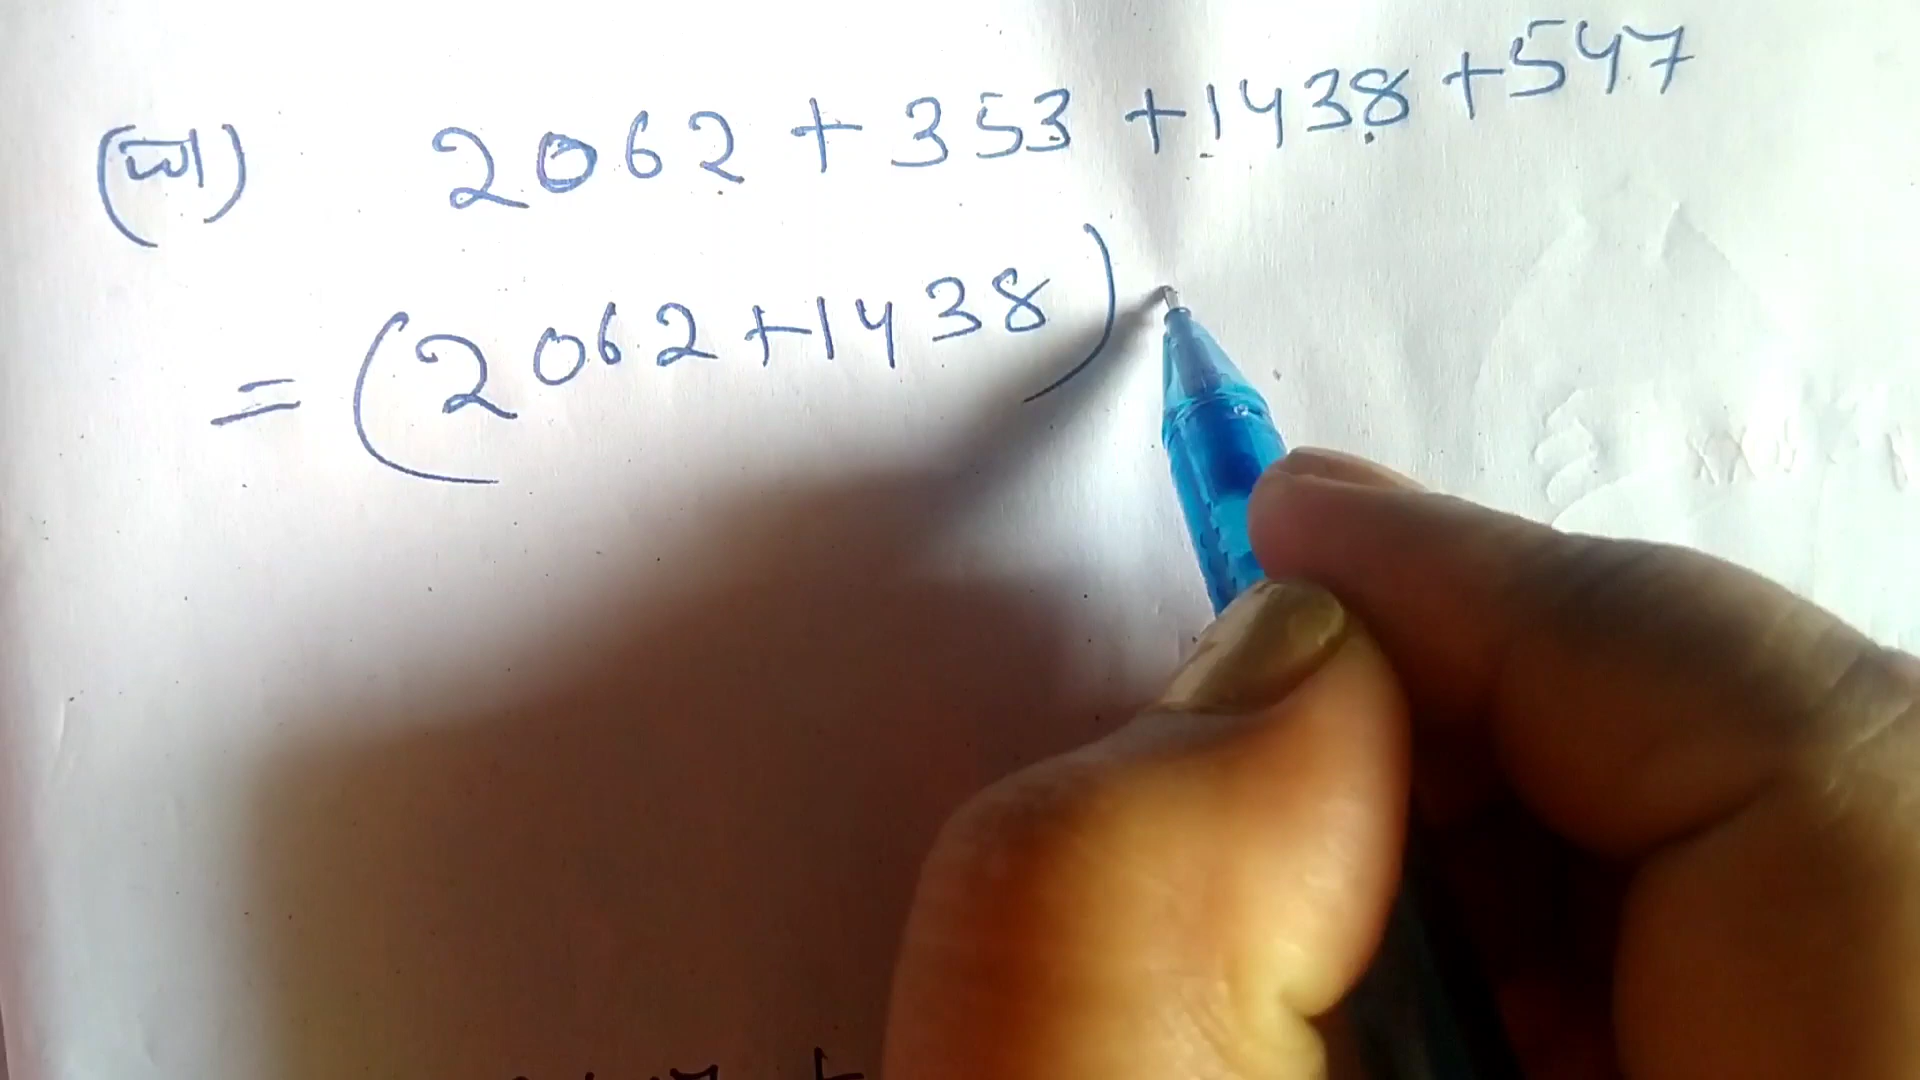 (घ) 2062 + 353 + 1438 + 547
= (2062 + 1438)